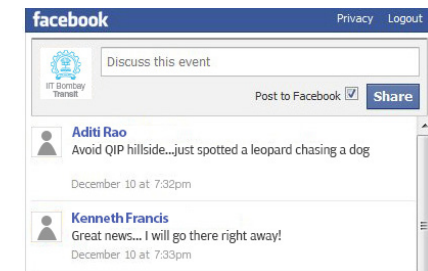 facebook
Privacy Logout
Discuss this event
IIT Bombay
Transit
Post to Facebook
Share
Aditi Rao
Avoid QIP hillside...just spotted a leopard chasing a dog
December 10 at 7:32pm
Kenneth Francis
Great news... I will go there right away!
December 10 at 7:33pm